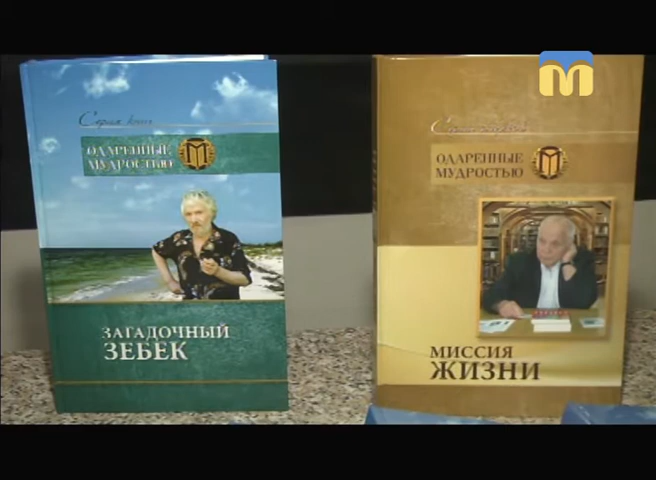 Серия книг
ОДАРЕННЫЕ
МУДРОСТЬЮ
ЗАГАДОЧНЫЙ
ЗЕБЕК
ОДАРЕННЫЕ
МУДРОСТЬЮ
МИССИЯ
ЖИЗНИ